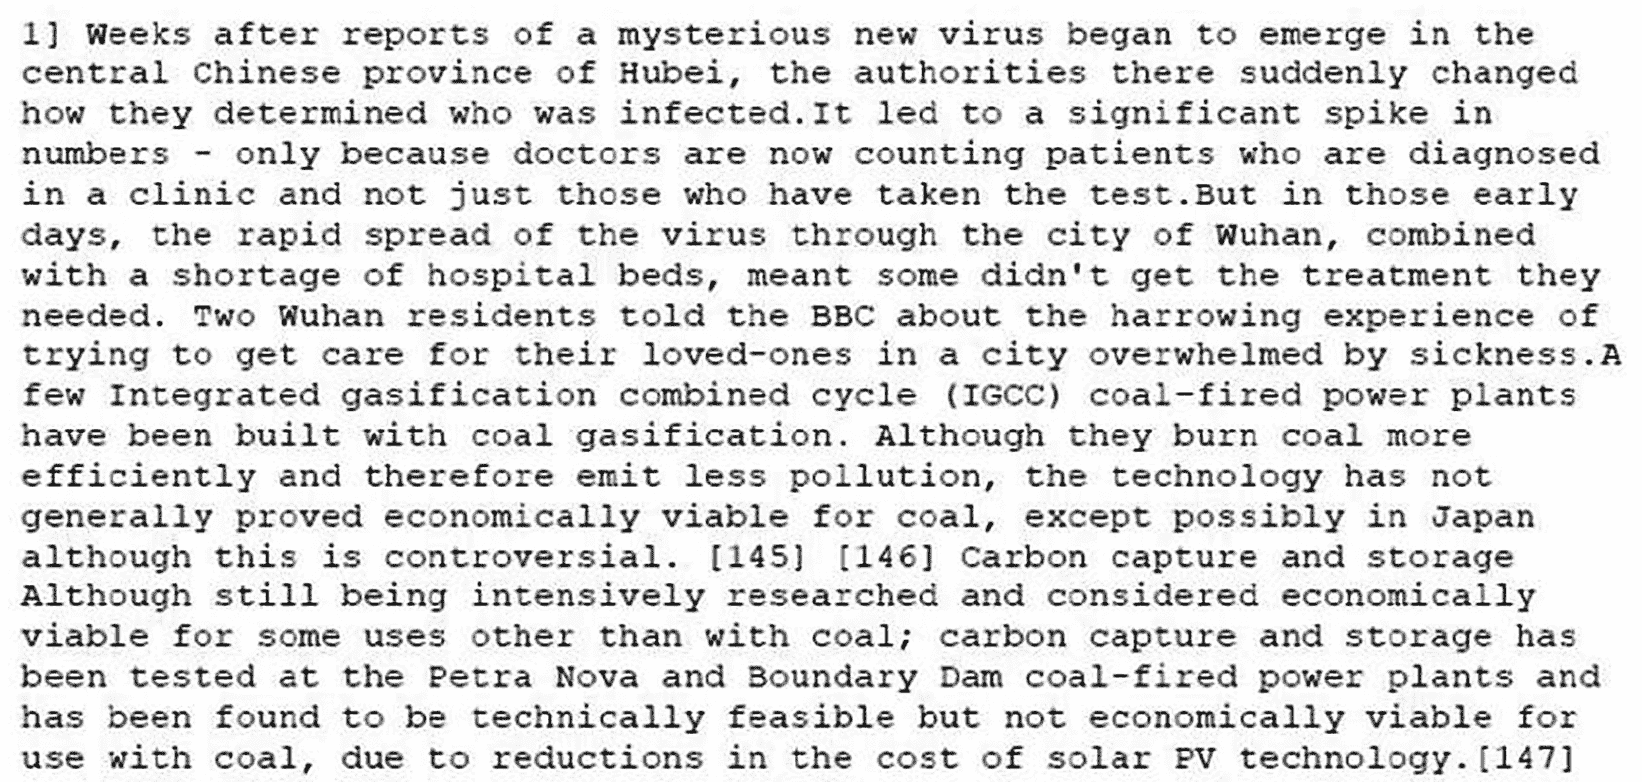 1] Weeks after reports of a mysterious new virus began to emerge in the
central Chinese province of Hubei, the authorities there suddenly changed
how they determined who was infected.It led to a significant spike in
numbers - only because doctors are now counting patients who are diagnosed
in a clinic and not just those who have taken the test.But in those early
days, the rapid spread of the virus through the city of Wuhan, combined
with a shortage of hospital beds, meant some didn't get the treatment they
needed. Two Wuhan residents told the BBC about the harrowing experience of
trying to get care for their loved-ones in a city overwhelmed by sickness.A
few Integrated gasification combined cycle (IGCC) coal-fired power plants
have been built with coal gasification. Although they burn coal more
efficiently and therefore emit less pollution, the technology has not
generally proved economically viable for coal, except possibly in Japan
although this is controversial. [145] [146] Carbon capture and storage
Although still being intensively researched and considered economically
viable for some uses other than with coal; carbon capture and storage has
been tested at the Petra Nova and Boundary Dam coal-fired power plants and
has been found to be technically feasible but not economically viable for
use with coal, due to reductions in the cost of solar PV technology.[147]